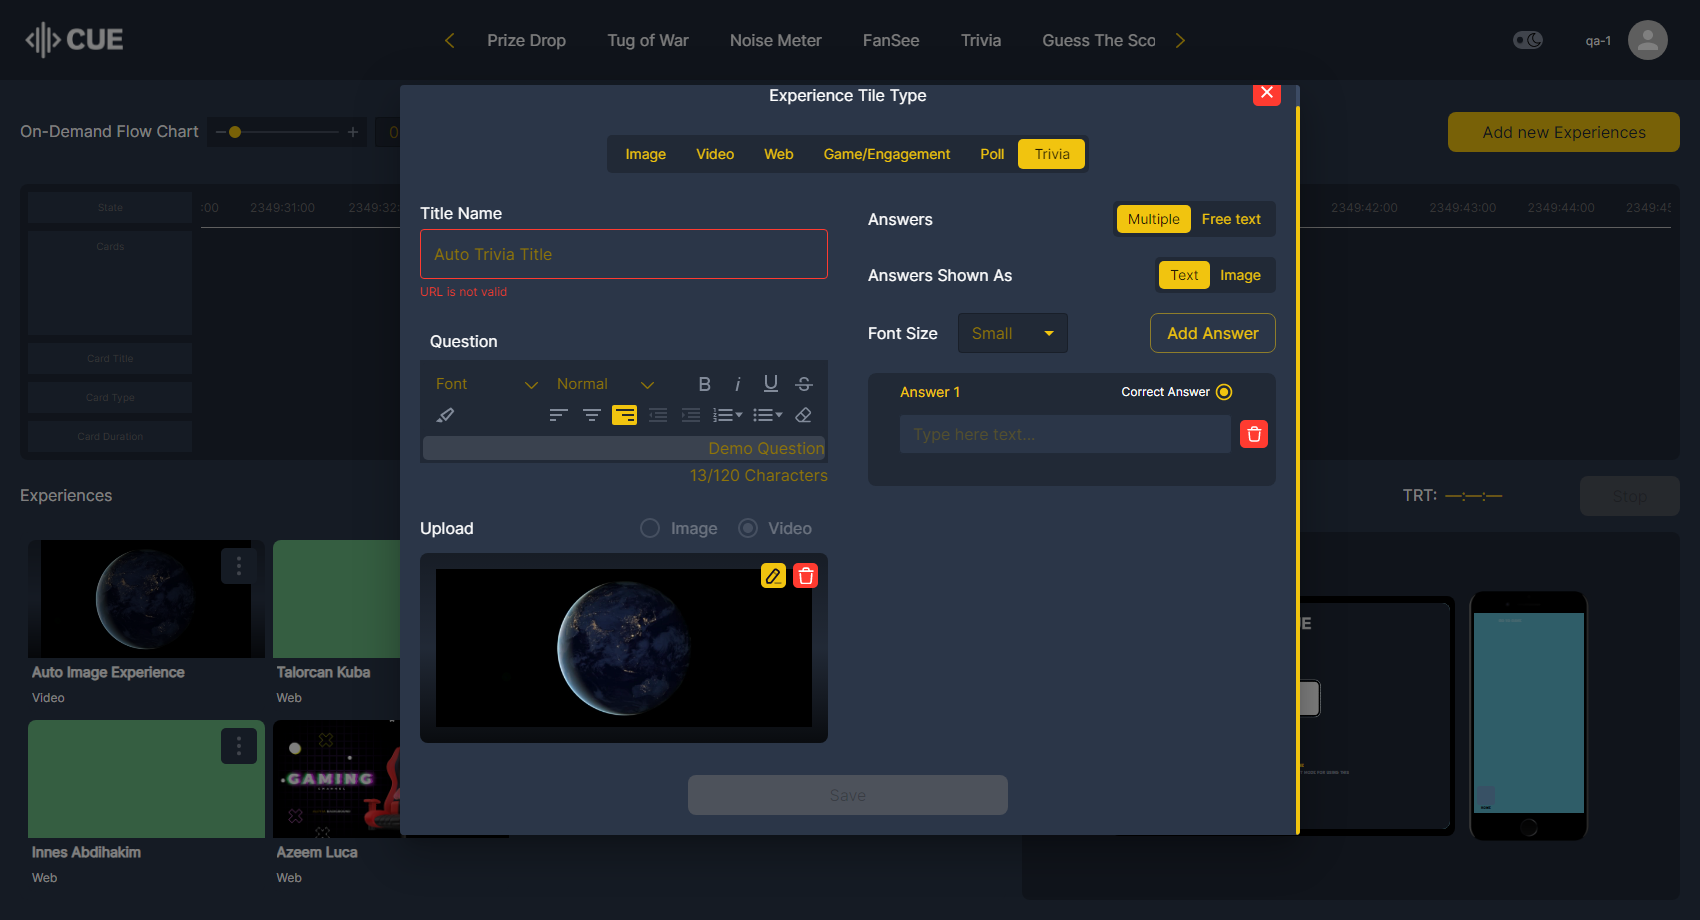 CUE
Prize Drop Tug of War Noise Meter FanSee Trivia Guess The Sco
qa-1
Experience Tile Type
On-Demand Flow Chart
0
Add new Experiences
Image Video Web Game/Engagement Poll Trivia
State
:00 2349:31:00 2349:32:
2349:42:00 2349:43:00 2349:44:00 2349:45
Cards
Card Title
Card Type
Card Duration
Title Name
Auto Trivia Title
URL is not valid
Question
Font Normal
Demo Question
13/120 Characters
Upload Image Video
Answers Multiple Free text
Answers Shown As Text Image
Font Size Small Add Answer
Answer 1 Correct Answer
Type here text...
Save
Experiences
TRT: —:—:—
Stop
Auto Image Experience
Video
Talorcan Kuba
Web
GAMING
Innes Abdihakim
Web
Azeem Luca
Web
UE